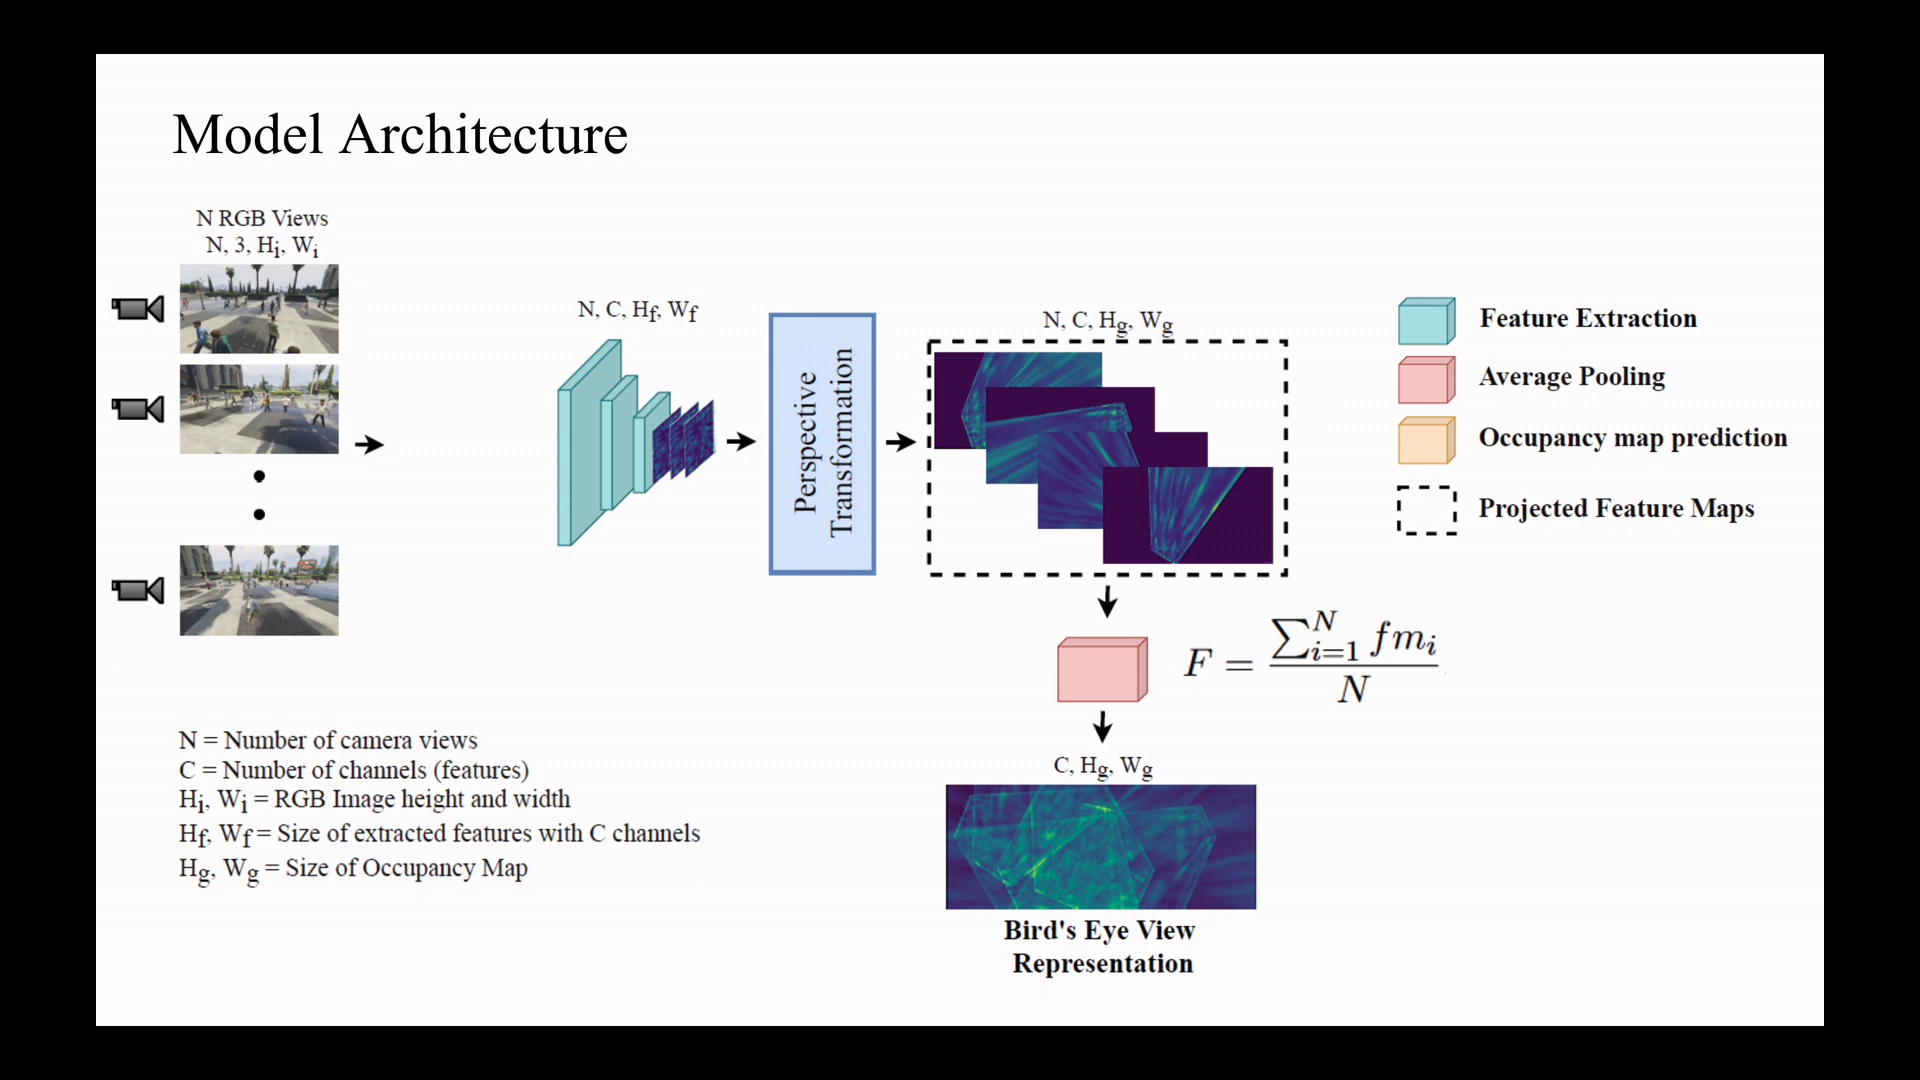 Model Architecture
N RGB Views
N, 3, Hi, Wi
N, C, Hf, Wf
Perspective
Transformation
N, C, Hg, Wg
Feature Extraction
Average Pooling
Occupancy map prediction
Projected Feature Maps
F = \frac{\sum_{i=1}^{N} fm_i}{N}
C, Hg, Wg
Bird's Eye View
Representation
N = Number of camera views
C = Number of channels (features)
Hi, Wi = RGB Image height and width
Hf, Wf = Size of extracted features with C channels
Hg, Wg = Size of Occupancy Map